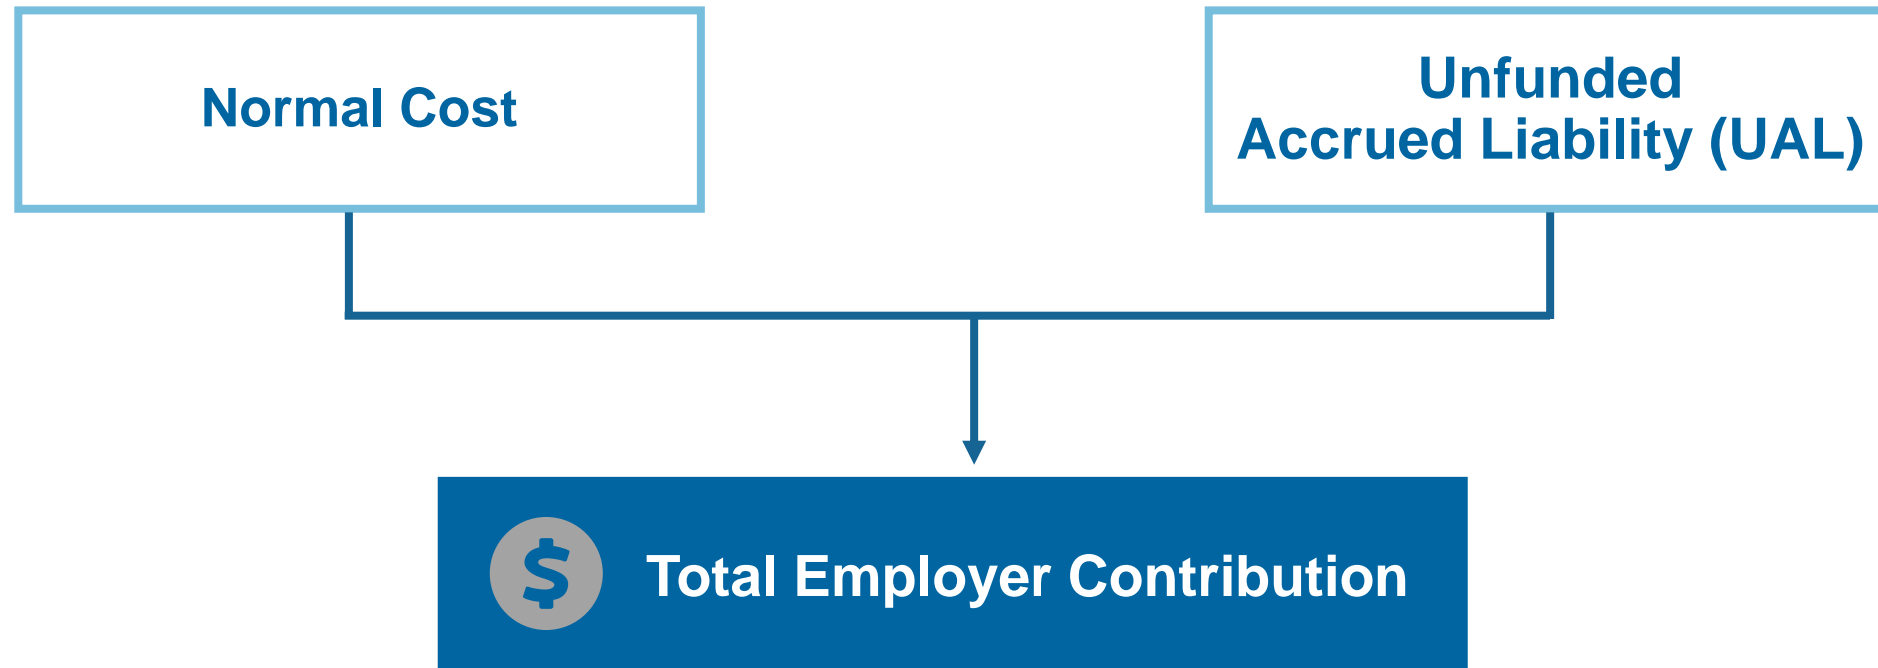 Normal Cost
Unfunded
Accrued Liability (UAL)
$
Total Employer Contribution